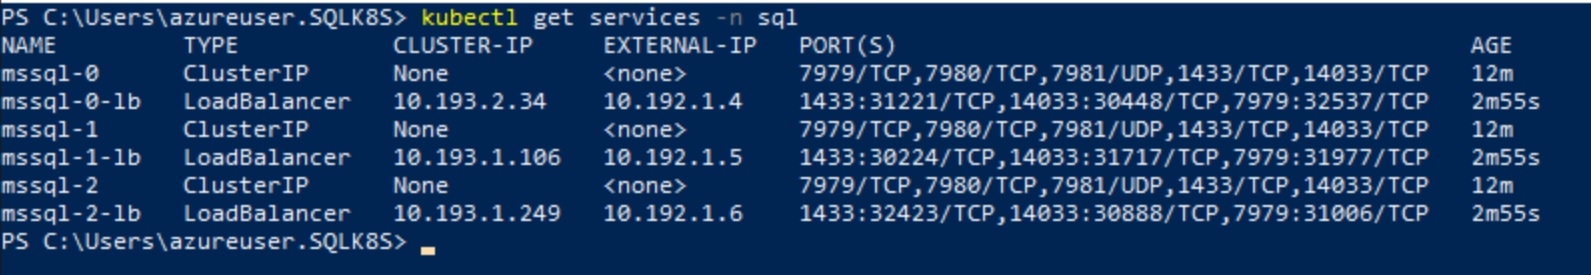 PS C:\Users\azureuser.SQLK8S> kubectl get services -n sql
NAME TYPE CLUSTER-IP EXTERNAL-IP PORT(S) AGE
mssql-0 ClusterIP None <none> 7979/TCP,7980/TCP,7981/UDP,1433/TCP,14033/TCP 12m
mssql-0-lb LoadBalancer 10.193.2.34 10.192.1.4 1433:31221/TCP,14033:30448/TCP,7979:32537/TCP 2m55s
mssql-1 ClusterIP None <none> 7979/TCP,7980/TCP,7981/UDP,1433/TCP,14033/TCP 12m
mssql-1-lb LoadBalancer 10.193.1.106 10.192.1.5 1433:30224/TCP,14033:31717/TCP,7979:31977/TCP 2m55s
mssql-2 ClusterIP None <none> 7979/TCP,7980/TCP,7981/UDP,1433/TCP,14033/TCP 12m
mssql-2-lb LoadBalancer 10.193.1.249 10.192.1.6 1433:32423/TCP,14033:30888/TCP,7979:31006/TCP 2m55s
PS C:\Users\azureuser.SQLK8S>